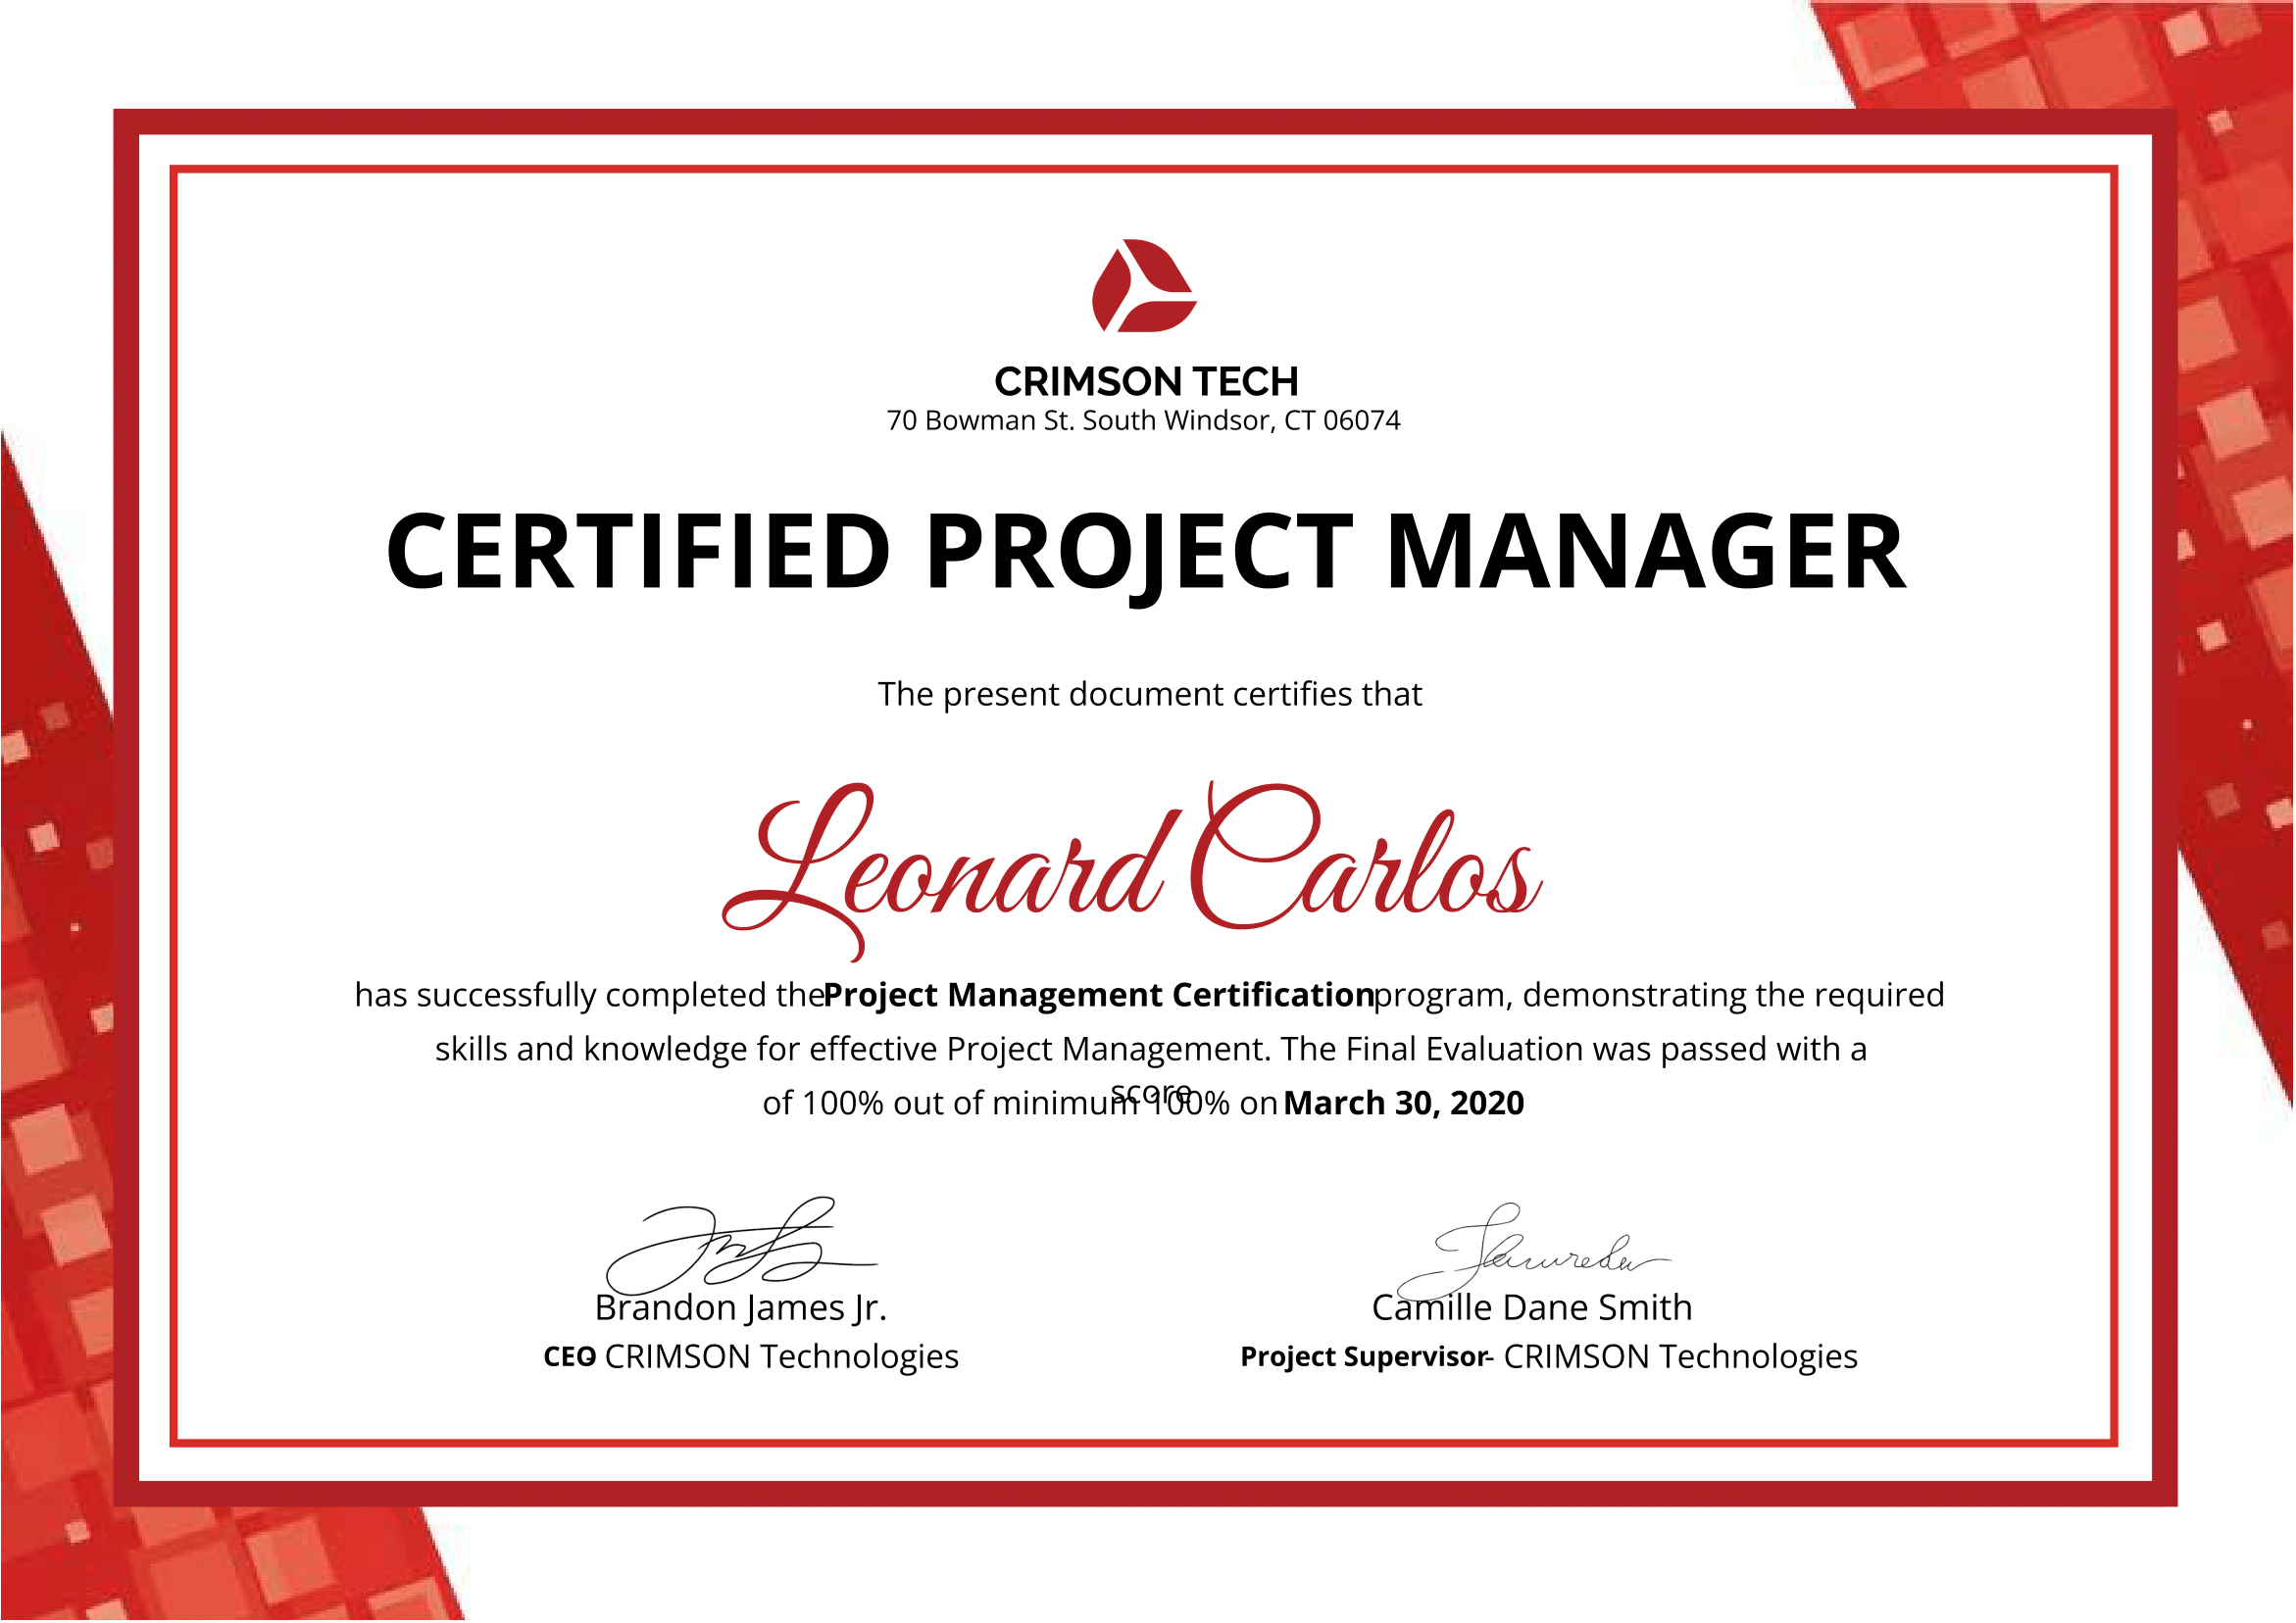 CRIMSON TECH
70 Bowman St. South Windsor, CT 06074
CERTIFIED PROJECT MANAGER
The present document certifies that
Leonard Carlos
has successfully completed the Project Management Certification program, demonstrating the required
skills and knowledge for effective Project Management. The Final Evaluation was passed with a
score
of 100% out of minimum 100% on March 30, 2020
Brandon James Jr.
CEO - CRIMSON Technologies
Camille Dane Smith
Project Supervisor - CRIMSON Technologies